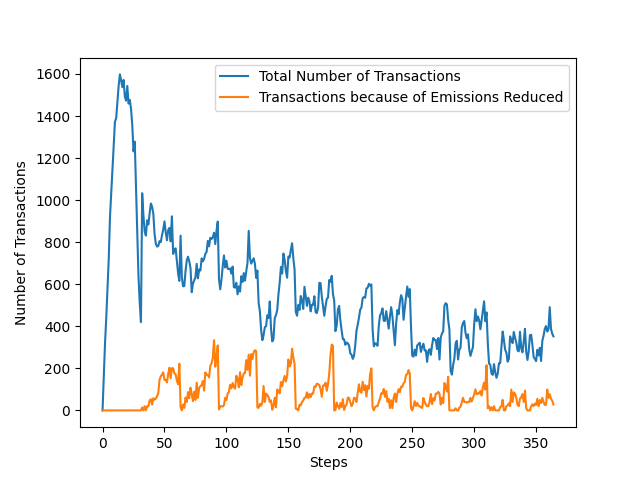 Total Number of Transactions
Transactions because of Emissions Reduced
Number of Transactions
1600
1400
1200
1000
800
600
400
200
0
0 50 100 150 200 250 300 350
Steps